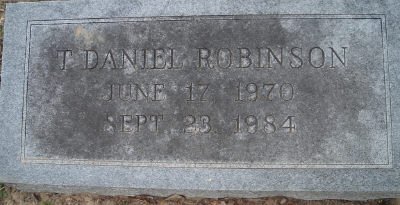 T. DANIEL ROBINSON
JUNE 17, 1970
SEPT 23, 1984